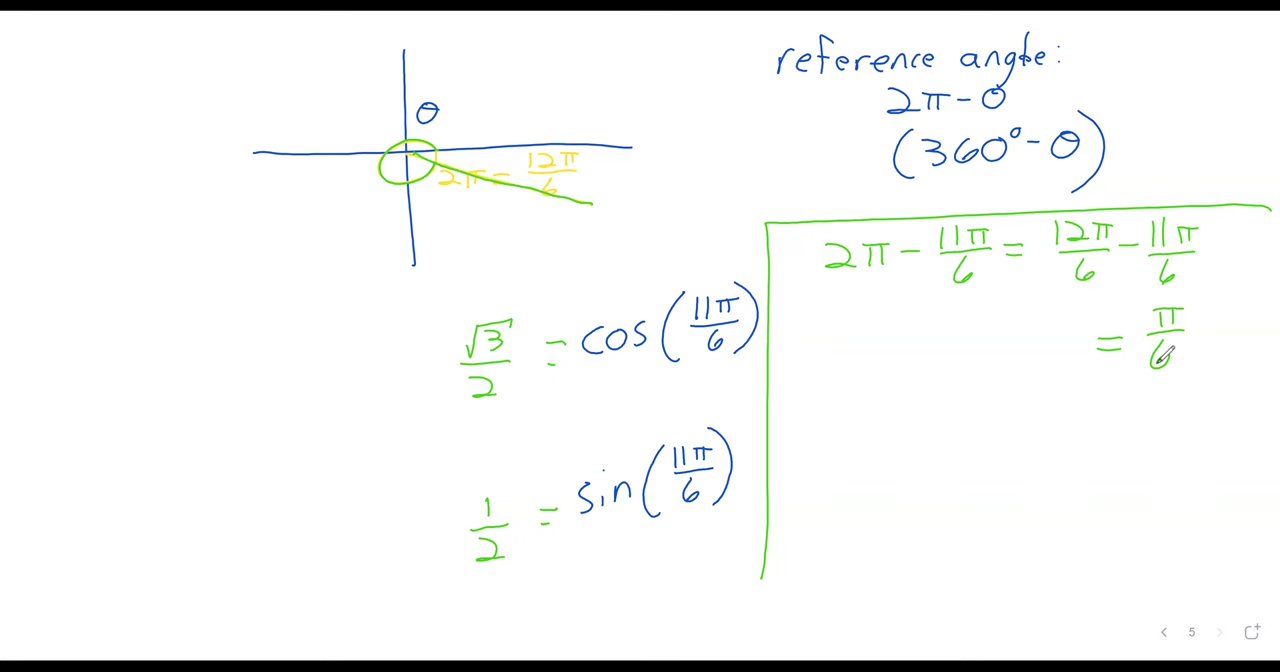 reference angle:
2π - θ
(360° - θ)
θ
2π = 12π/6
2π - 11π/6 = 12π/6 - 11π/6
= π/6
√3/2 = cos(11π/6)
1/2 = sin(11π/6)
5